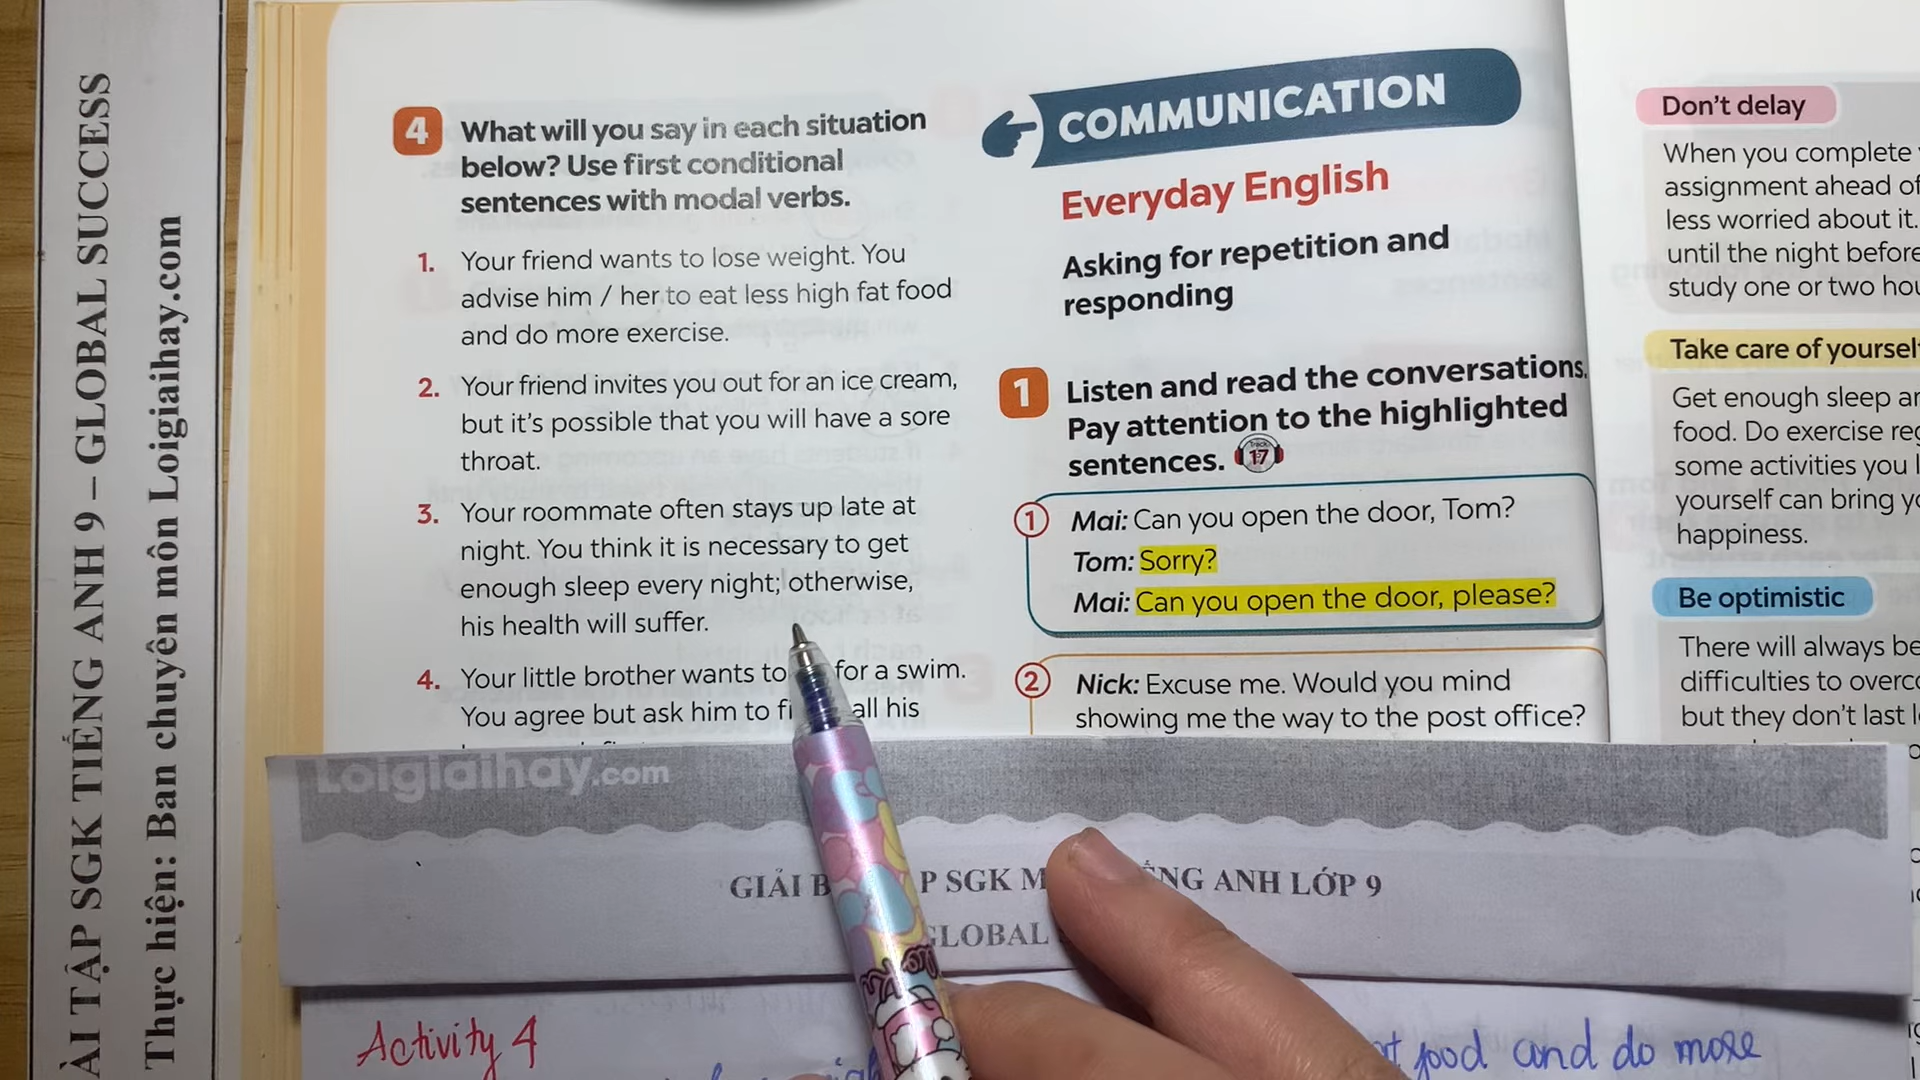 ÀI TẬP SGK TIẾNG ANH 9 – GLOBAL SUCCESS
Thực hiện: Ban chuyên môn Loigiaihay.com
4 What will you say in each situation
below? Use first conditional
sentences with modal verbs.
1. Your friend wants to lose weight. You
advise him / her to eat less high fat food
and do more exercise.
2. Your friend invites you out for an ice cream,
but it's possible that you will have a sore
throat.
3. Your roommate often stays up late at
night. You think it is necessary to get
enough sleep every night; otherwise,
his health will suffer.
4. Your little brother wants to for a swim.
You agree but ask him to all his
COMMUNICATION
Everyday English
Asking for repetition and
responding
1 Listen and read the conversations.
Pay attention to the highlighted
sentences. Track 17
1 Mai: Can you open the door, Tom?
Tom: Sorry?
Mai: Can you open the door, please?
2 Nick: Excuse me. Would you mind
showing me the way to the post office?
Don't delay
When you complete
assignment ahead of
less worried about it.
until the night before
study one or two
Take care of
Get enough sleep
food. Do exercise
some activities you
yourself can bring
happiness.
Be optimistic
There will always be
difficulties to
but they don't last
Loigiaihay.com
GIẢI SGK ANH LỚP 9
GLOBAL
Activity 4
food and do more